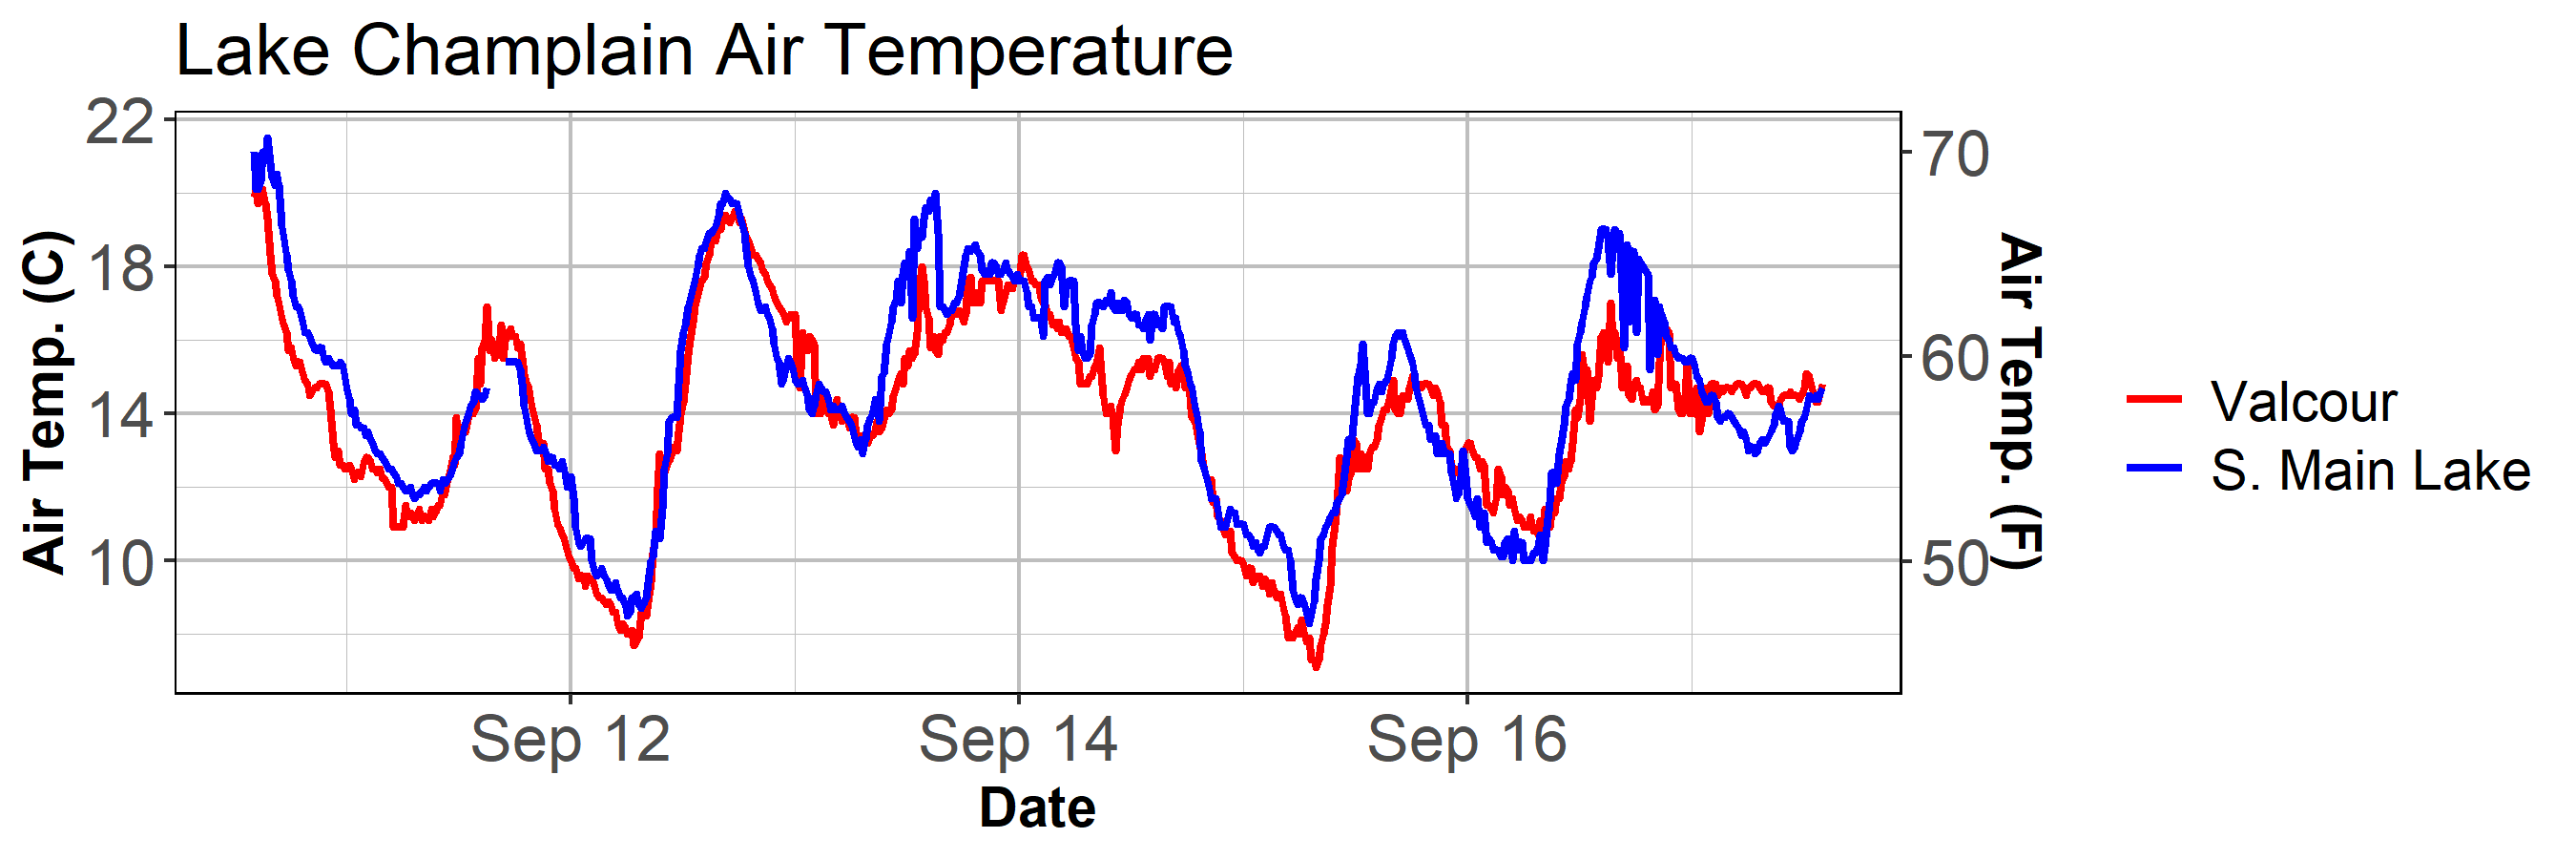 Lake Champlain Air Temperature
22
18
14
10
Air Temp. (C)
70
60
50
Air Temp. (F)
Sep 12
Sep 14
Sep 16
Date
Valcour
S. Main Lake